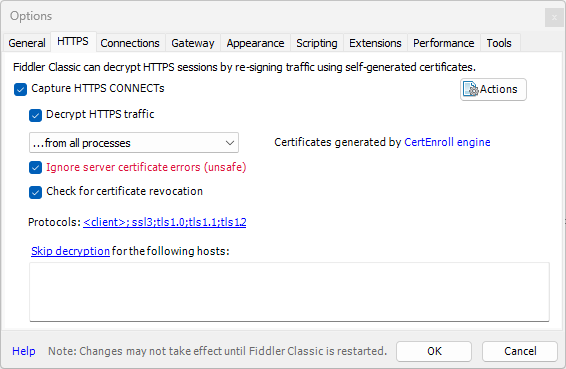 Options
x
General HTTPS Connections Gateway Appearance Scripting Extensions Performance Tools
Fiddler Classic can decrypt HTTPS sessions by re-signing traffic using self-generated certificates.
Capture HTTPS CONNECTs
Actions
Decrypt HTTPS traffic
...from all processes
Certificates generated by CertEnroll engine
Ignore server certificate errors (unsafe)
Check for certificate revocation
Protocols: <client>; ssl3;tls1.0;tls1.1;tls1.2
Skip decryption for the following hosts:
Help Note: Changes may not take effect until Fiddler Classic is restarted. OK Cancel